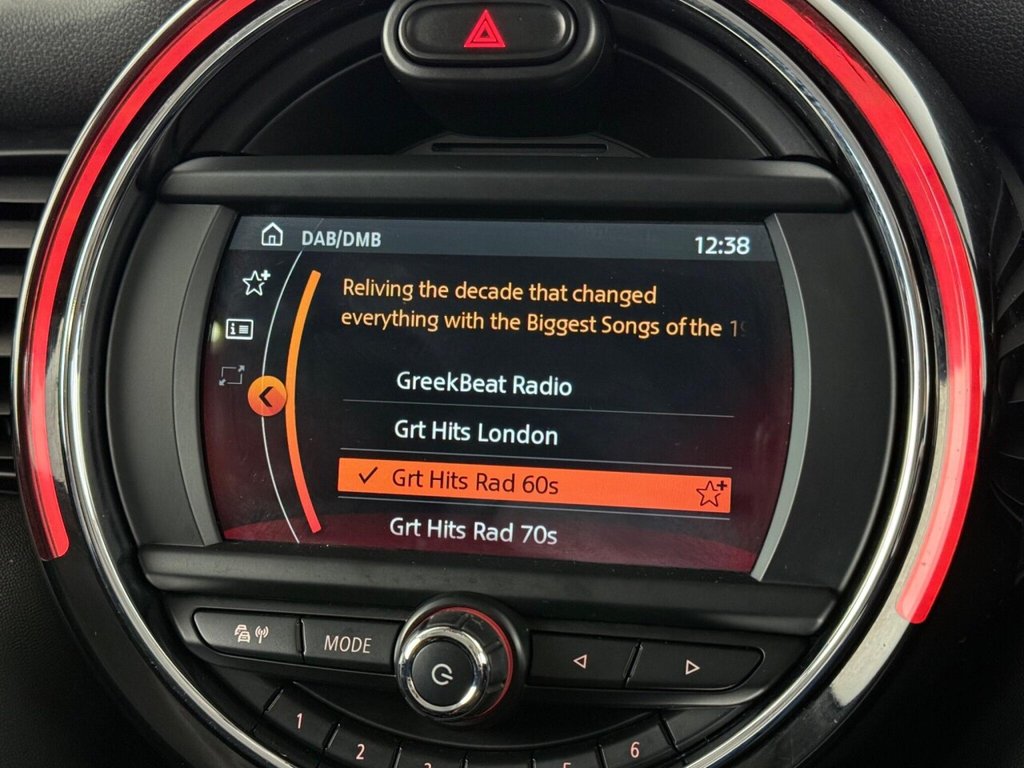 DAB/DMB
12:38
Reliving the decade that changed
everything with the Biggest Songs of the
GreekBeat Radio
Grt Hits London
Grt Hits Rad 60s
Grt Hits Rad 70s
MODE
1
2
6